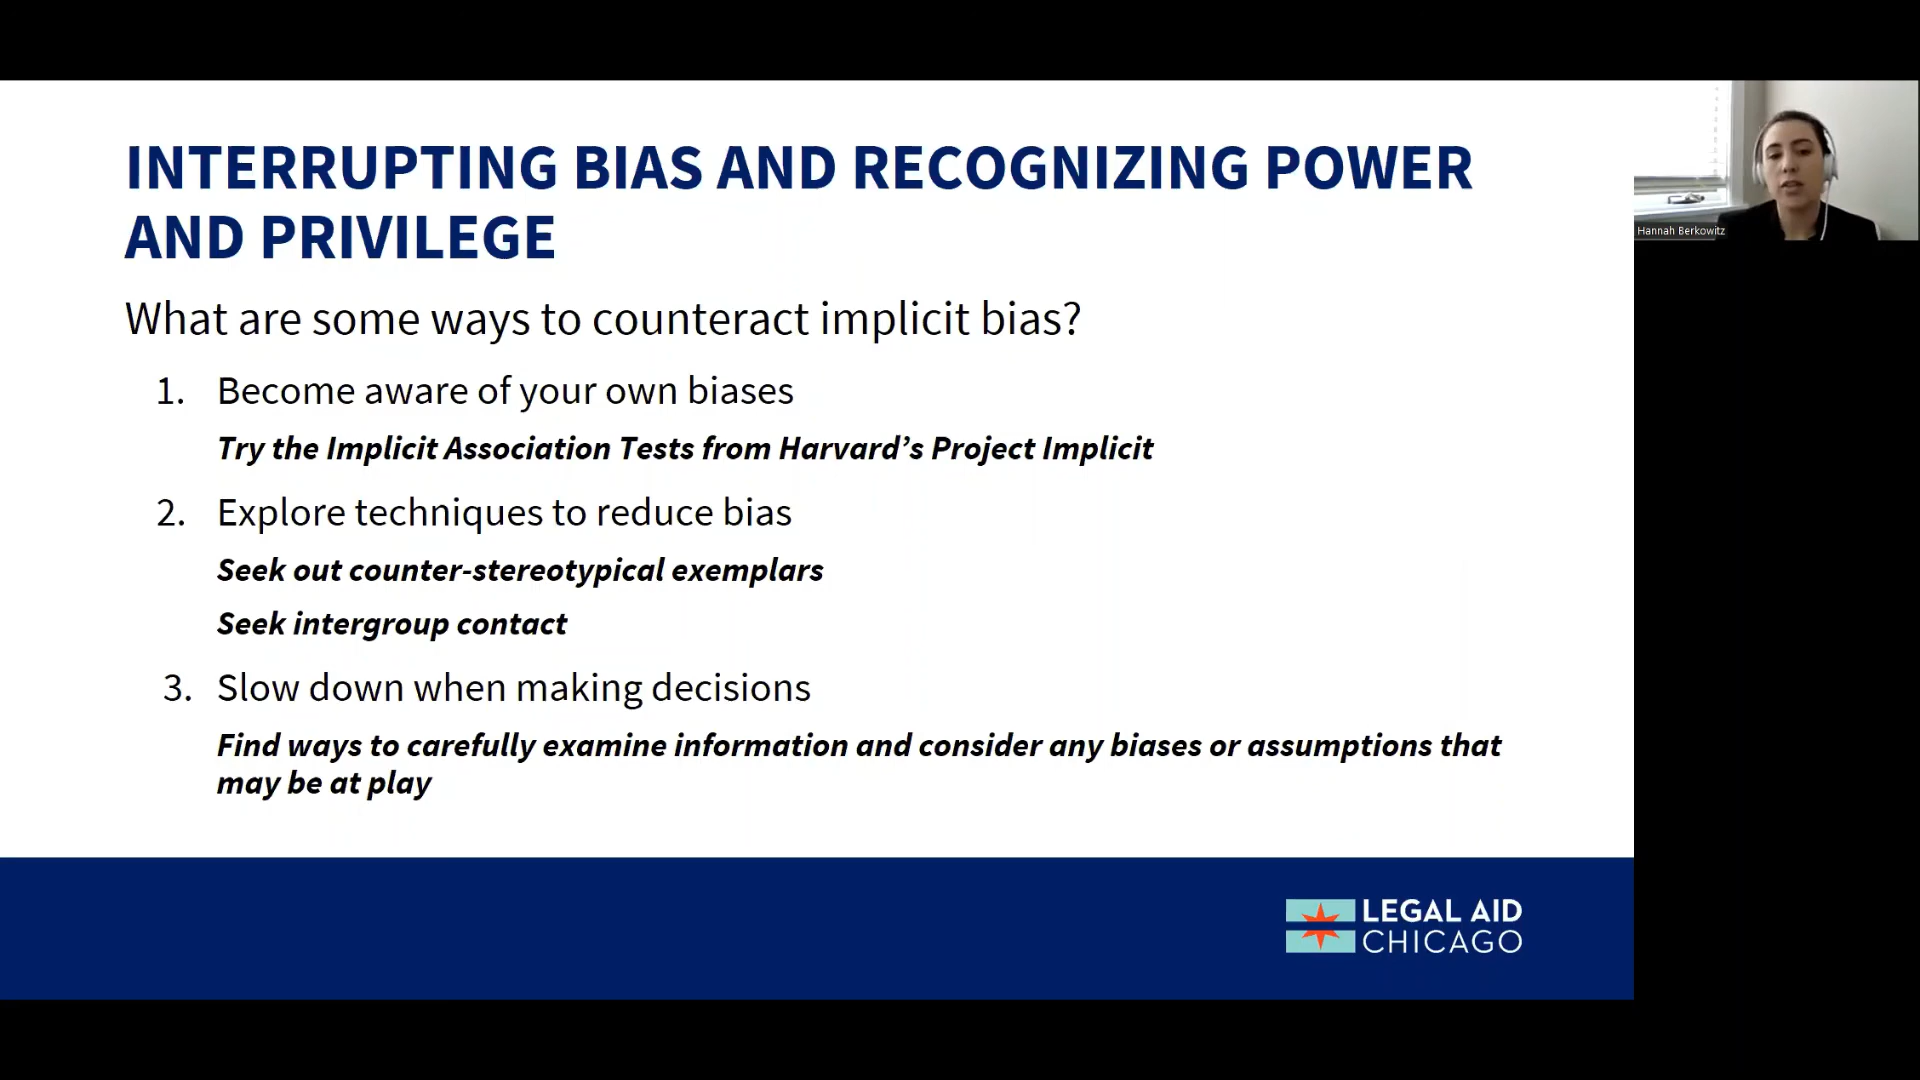 INTERRUPTING BIAS AND RECOGNIZING POWER
AND PRIVILEGE
What are some ways to counteract implicit bias?
1. Become aware of your own biases
Try the Implicit Association Tests from Harvard’s Project Implicit
2. Explore techniques to reduce bias
Seek out counter-stereotypical exemplars
Seek intergroup contact
3. Slow down when making decisions
Find ways to carefully examine information and consider any biases or assumptions that
may be at play
LEGAL AID
CHICAGO
Hannah Berkowitz